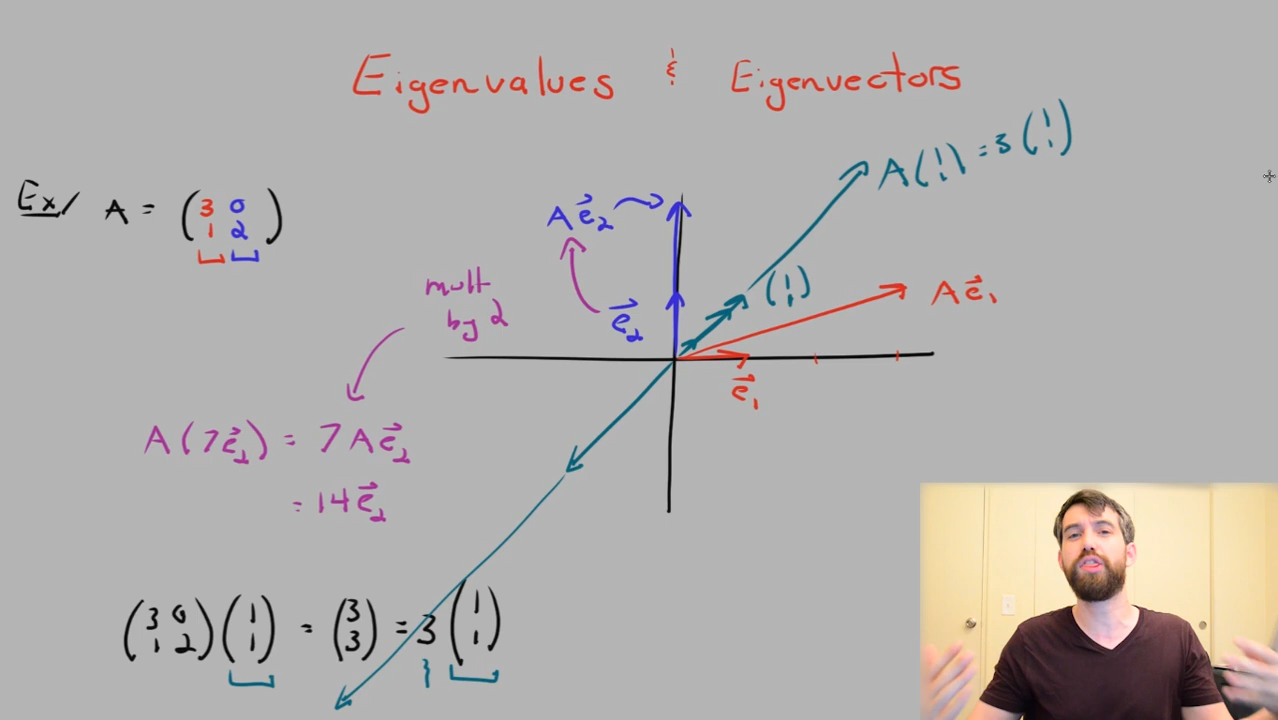 Eigenvalues & Eigenvectors
Ex/ A = (3 0
1 2)
A(1 1) = 3(1 1)
Ae⃗₂
(1 1)
mult
by 2
e⃗₂
Ae⃗₁
e⃗₁
A(7e⃗₂) = 7Ae⃗₂
= 14e⃗₂
(3 0
1 2)(1
1) = (3
3) = 3(1
1)